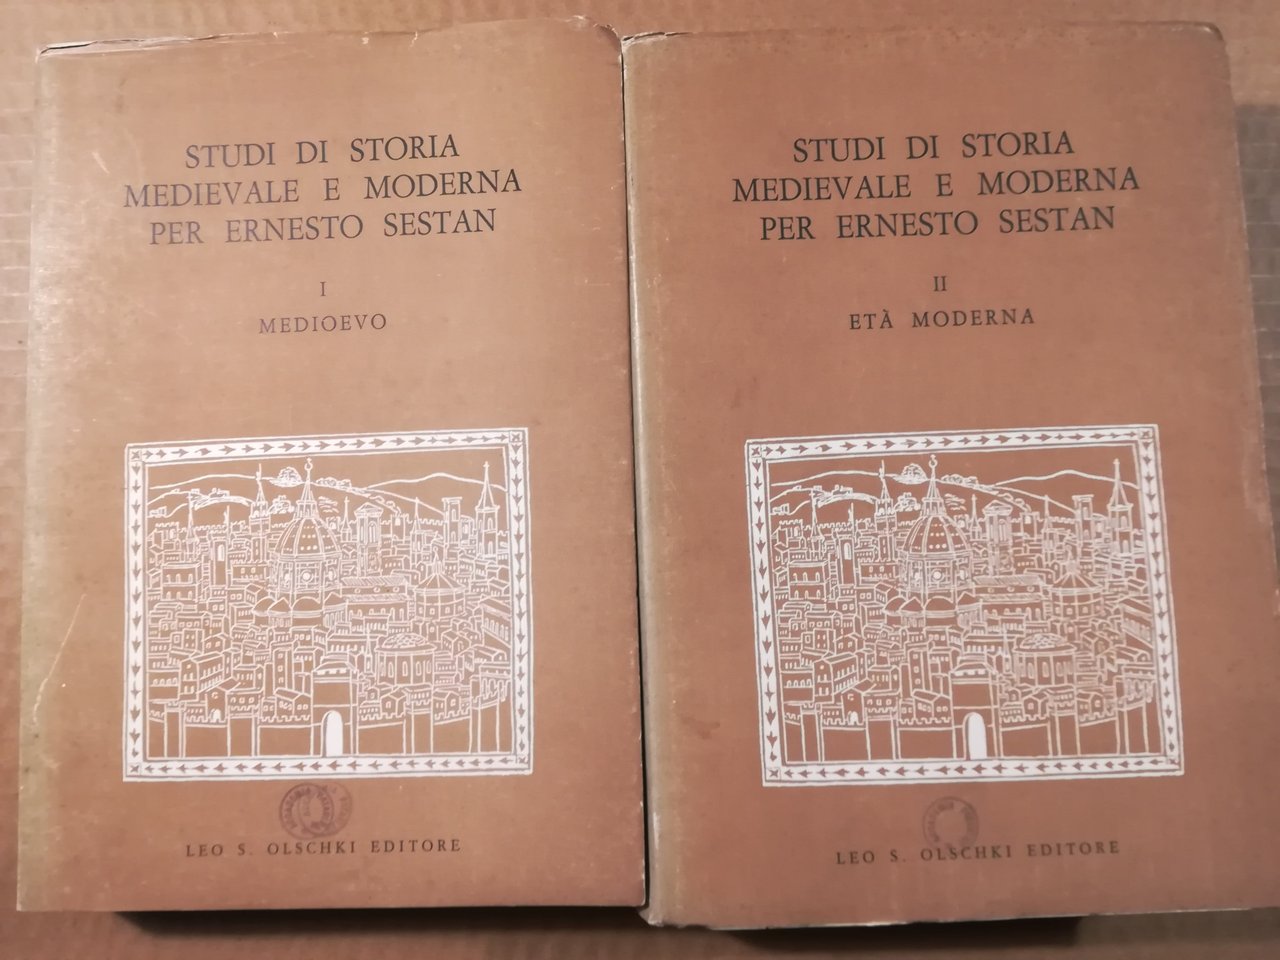 STUDI DI STORIA
MEDIEVALE E MODERNA
PER ERNESTO SESTAN
I
MEDIOEVO
LEO S. OLSCHKI EDITORE
STUDI DI STORIA
MEDIEVALE E MODERNA
PER ERNESTO SESTAN
II
ETÀ MODERNA
LEO S. OLSCHKI EDITORE